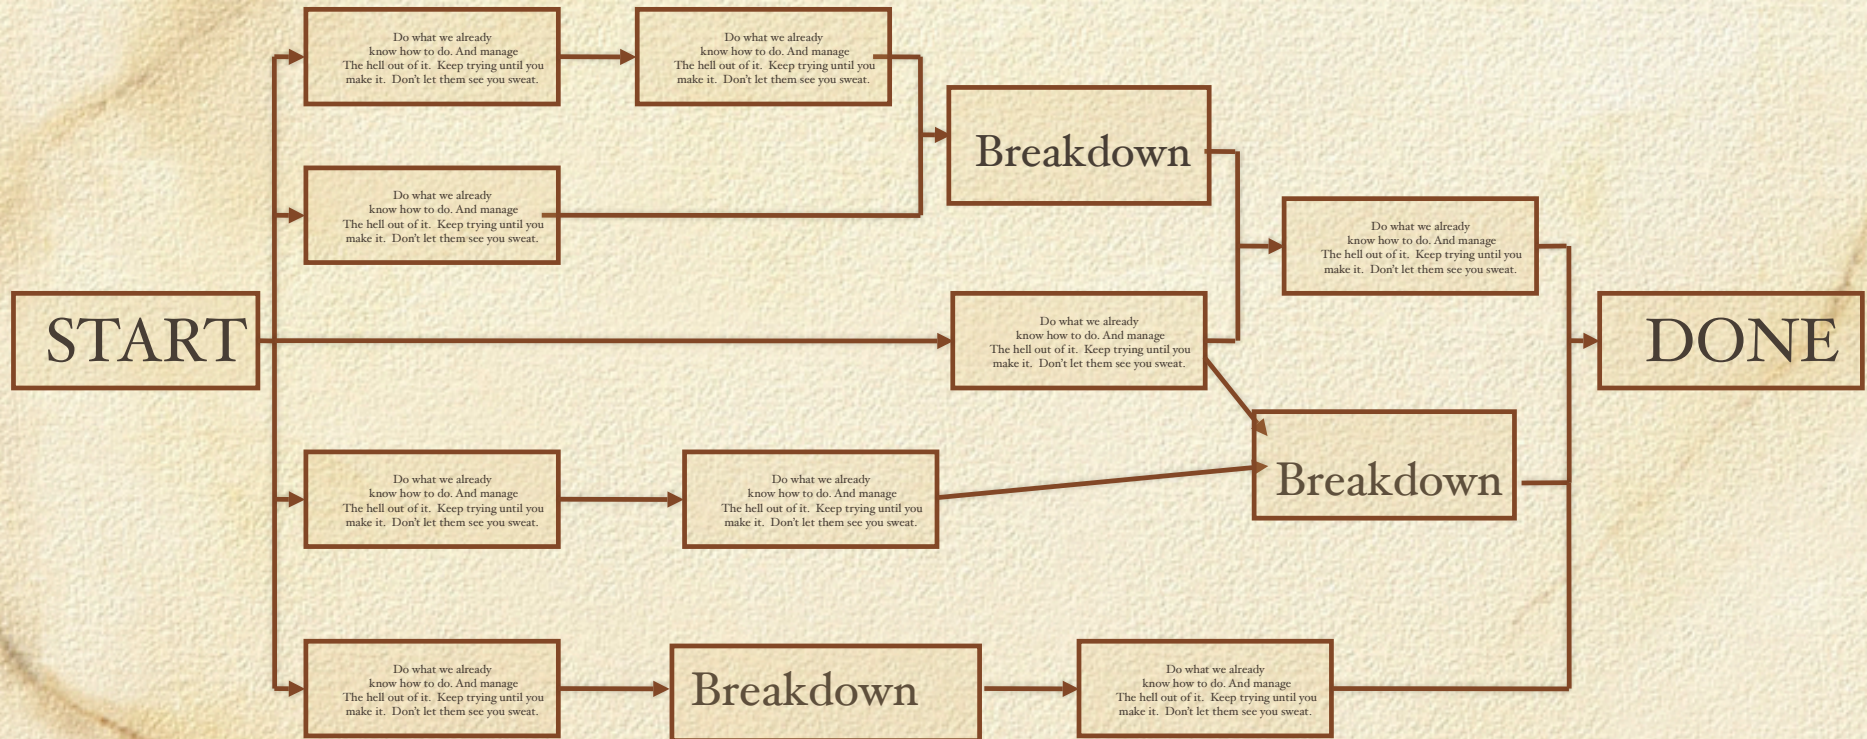 Do what we already
know how to do. And manage
The hell out of it.  Keep trying until you
make it.  Don't let them see you sweat.
Do what we already
know how to do. And manage
The hell out of it.  Keep trying until you
make it.  Don't let them see you sweat.
Breakdown
Do what we already
know how to do. And manage
The hell out of it.  Keep trying until you
make it.  Don't let them see you sweat.
Do what we already
know how to do. And manage
The hell out of it.  Keep trying until you
make it.  Don't let them see you sweat.
START
Do what we already
know how to do. And manage
The hell out of it.  Keep trying until you
make it.  Don't let them see you sweat.
DONE
Do what we already
know how to do. And manage
The hell out of it.  Keep trying until you
make it.  Don't let them see you sweat.
Do what we already
know how to do. And manage
The hell out of it.  Keep trying until you
make it.  Don't let them see you sweat.
Breakdown
Do what we already
know how to do. And manage
The hell out of it.  Keep trying until you
make it.  Don't let them see you sweat.
Breakdown
Do what we already
know how to do. And manage
The hell out of it.  Keep trying until you
make it.  Don't let them see you sweat.